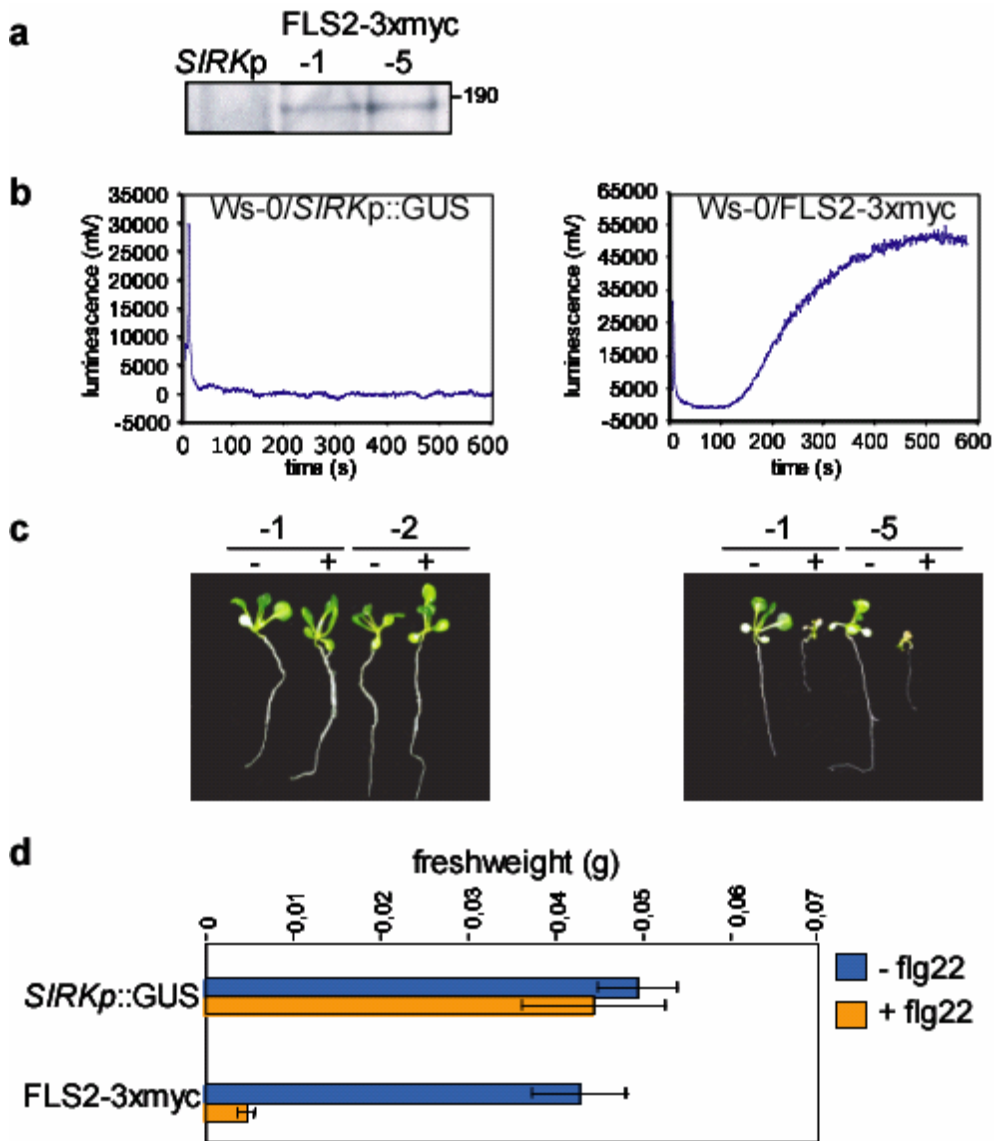 a
FLS2-3xmyc
SIRKp -1 -5
-190
b
Ws-0/SIRKp::GUS
35000
30000
25000
20000
15000
10000
5000
0
-5000
luminescence (mV)
0 100 200 300 400 500 600
time (s)
Ws-0/FLS2-3xmyc
65000
55000
45000
35000
25000
15000
5000
-5000
luminescence (mV)
0 100 200 300 400 500 600
time (s)
c
-1 -2
- + - +
-1 -5
- + - +
d
freshweight (g)
0 0,01 0,02 0,03 0,04 0,05 0,06 0,07
SIRKp::GUS
FLS2-3xmyc
- flg22
+ flg22